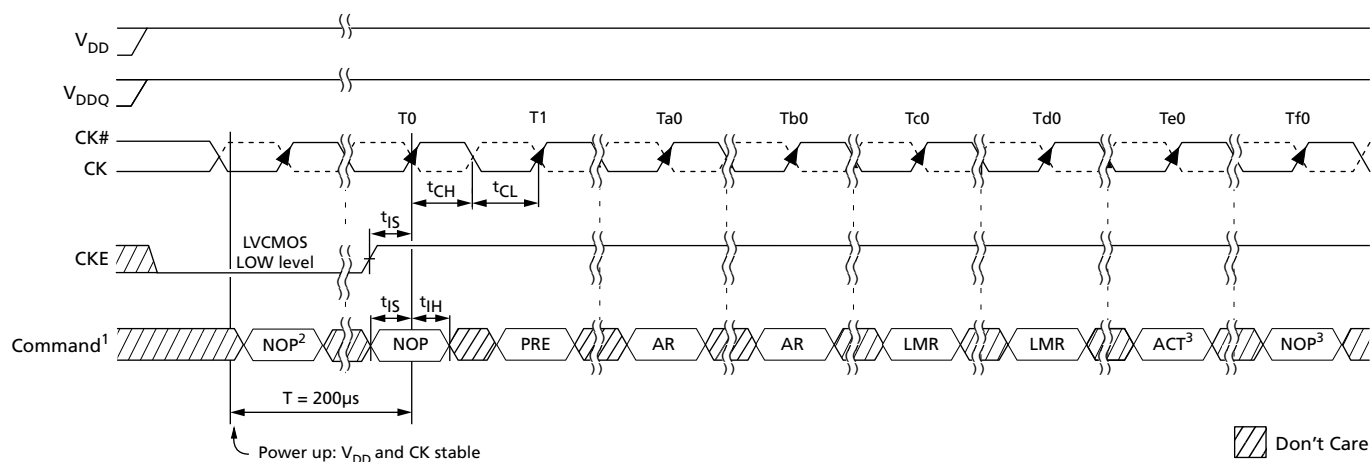 VDD
VDDQ
T0 T1 Ta0 Tb0 Tc0 Td0 Te0 Tf0
CK#
CK
tCH tCL
tIS
LVCMOS
LOW level
CKE
tIS tIH
Command1 NOP2 NOP PRE AR AR LMR LMR ACT3 NOP3
T = 200µs
Power up: VDD and CK stable
Don't Care